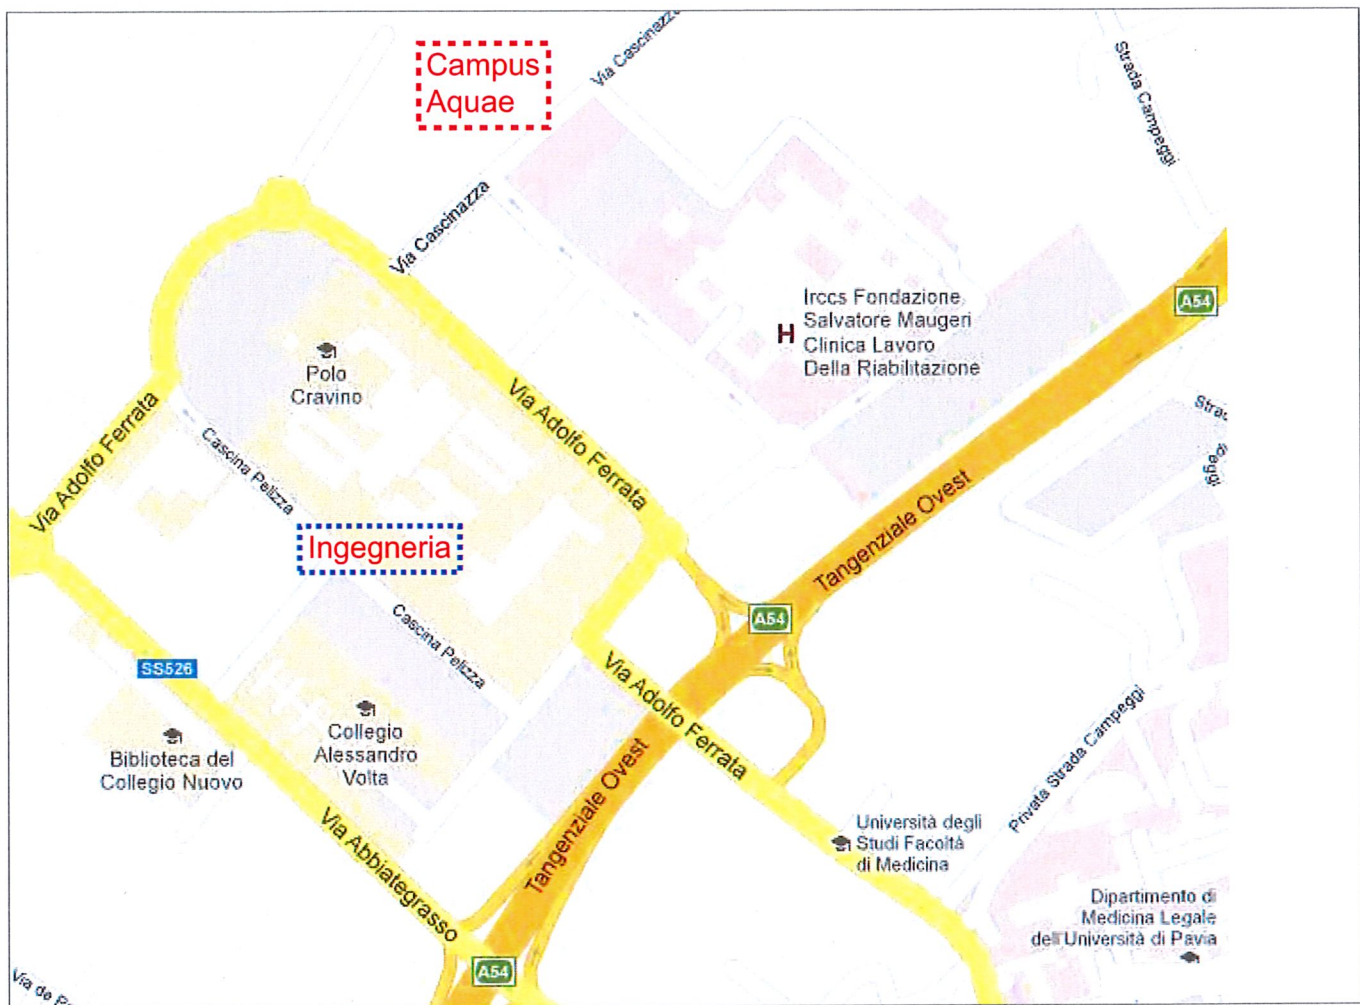 Campus
Aquae
Via Cascinazza
Strada Campeggi
Via Cascinazza
Irccs Fondazione
Salvatore Maugeri
Clinica Lavoro
Della Riabilitazione
H
A54
Polo
Cravino
Via Adolfo Ferrata
Via Adolfo Ferrata
Cascina Pelizza
Ingegneria
Tangenziale Ovest
A54
Cascina Pelizza
SS526
Via Adolfo Ferrata
Collegio
Alessandro
Volta
Biblioteca del
Collegio Nuovo
Privata Strada Campeggi
Tangenziale Ovest
Via Abbiategrasso
Università degli
Studi Facoltà
di Medicina
Dipartimento di
Medicina Legale
dell'Università di Pavia
A54
Via de